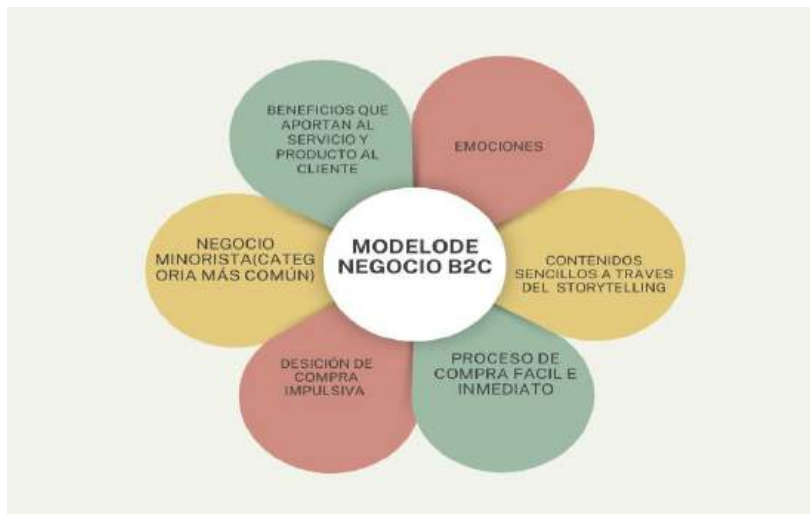 BENEFICIOS QUE
APORTAN AL
SERVICIO Y
PRODUCTO AL
CLIENTE
EMOCIONES
NEGOCIO
MINORISTA(CATEG
ORIA MÁS COMÚN)
MODELODE
NEGOCIO B2C
CONTENIDOS
SENCILLOS A TRAVES
DEL STORYTELLING
DESICIÓN DE
COMPRA
IMPULSIVA
PROCESO DE
COMPRA FACIL E
INMEDIATO